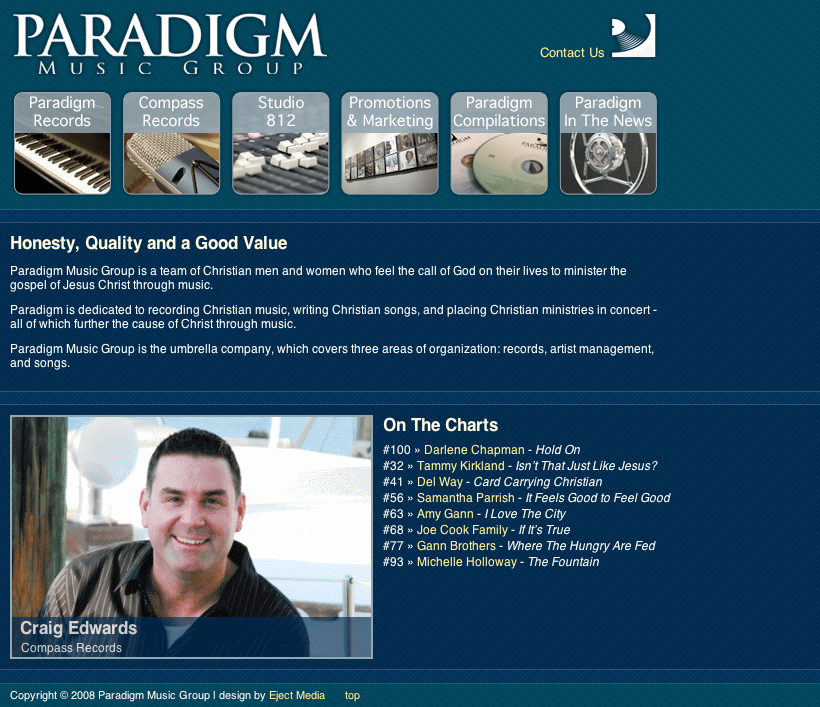 PARADIGM
MUSIC GROUP
Contact Us
Paradigm
Records
Compass
Records
Studio
812
Promotions
& Marketing
Paradigm
Compilations
Paradigm
In The News
Honesty, Quality and a Good Value
Paradigm Music Group is a team of Christian men and women who feel the call of God on their lives to minister the
gospel of Jesus Christ through music.
Paradigm is dedicated to recording Christian music, writing Christian songs, and placing Christian ministries in concert -
all of which further the cause of Christ through music.
Paradigm Music Group is the umbrella company, which covers three areas of organization: records, artist management,
and songs.
On The Charts
#100 » Darlene Chapman - Hold On
#32 » Tammy Kirkland - Isn't That Just Like Jesus?
#41 » Del Way - Card Carrying Christian
#56 » Samantha Parrish - It Feels Good to Feel Good
#63 » Amy Gann - I Love The City
#68 » Joe Cook Family - If It's True
#77 » Gann Brothers - Where The Hungry Are Fed
#93 » Michelle Holloway - The Fountain
Craig Edwards
Compass Records
Copyright © 2008 Paradigm Music Group | design by Eject Media top